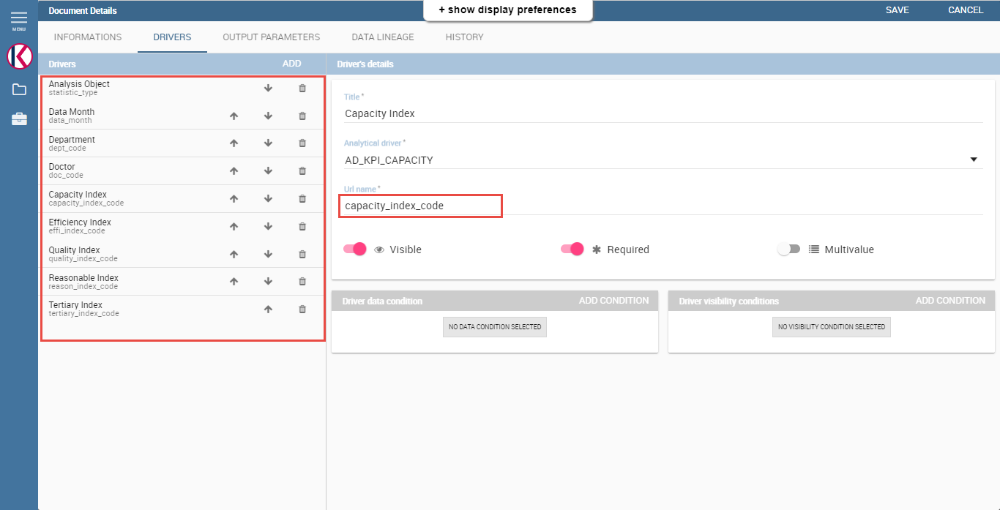 Document Details
+ show display preferences
SAVE
CANCEL
MENU
INFORMATIONS
DRIVERS
OUTPUT PARAMETERS
DATA LINEAGE
HISTORY
Drivers
ADD
Analysis Object
statistic_type
Data Month
data_month
Department
dept_code
Doctor
doc_code
Capacity Index
capacity_index_code
Efficiency Index
effi_index_code
Quality Index
quality_index_code
Reasonable Index
reason_index_code
Tertiary Index
tertiary_index_code
Driver's details
Title *
Capacity Index
Analytical driver *
AD_KPI_CAPACITY
Url name *
capacity_index_code
Visible
Required
Multivalue
Driver data condition
ADD CONDITION
NO DATA CONDITION SELECTED
Driver visibility conditions
ADD CONDITION
NO VISIBILITY CONDITION SELECTED